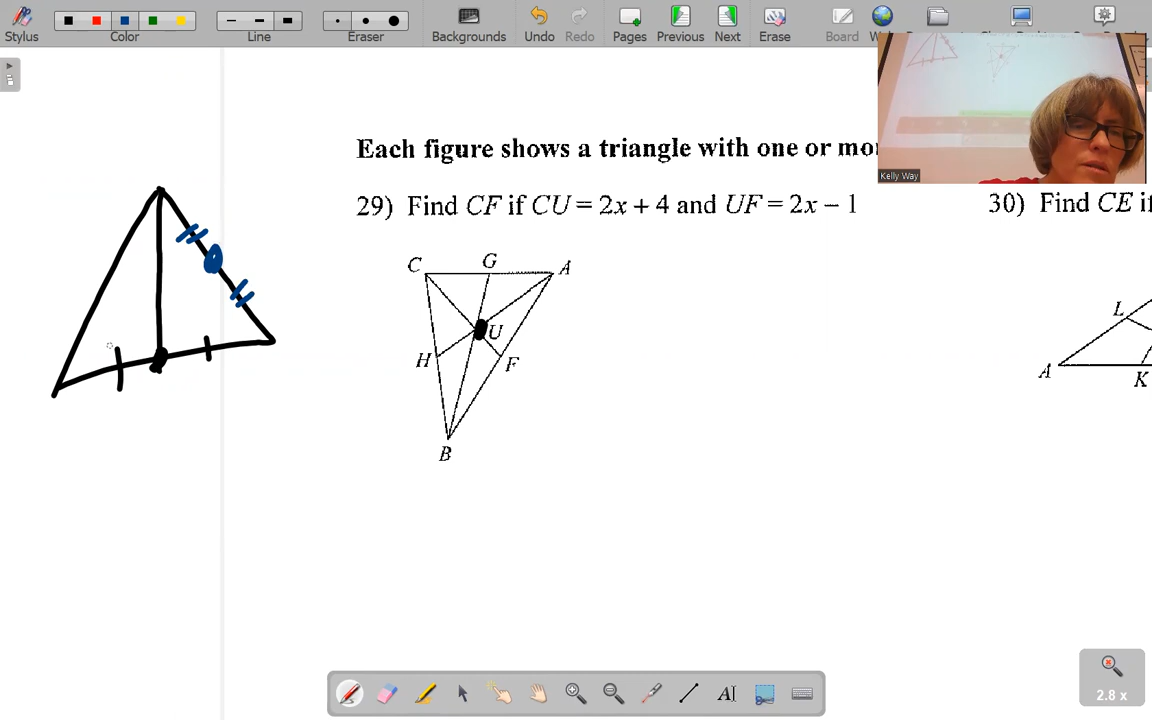 Stylus Color Line Eraser Backgrounds Undo Redo Pages Previous Next Erase Board
Kelly Way
Each figure shows a triangle with one or
29) Find CF if CU = 2x + 4 and UF = 2x − 1
30) Find CE if
C G A
U
H F
B
L
A
K
2.8 x